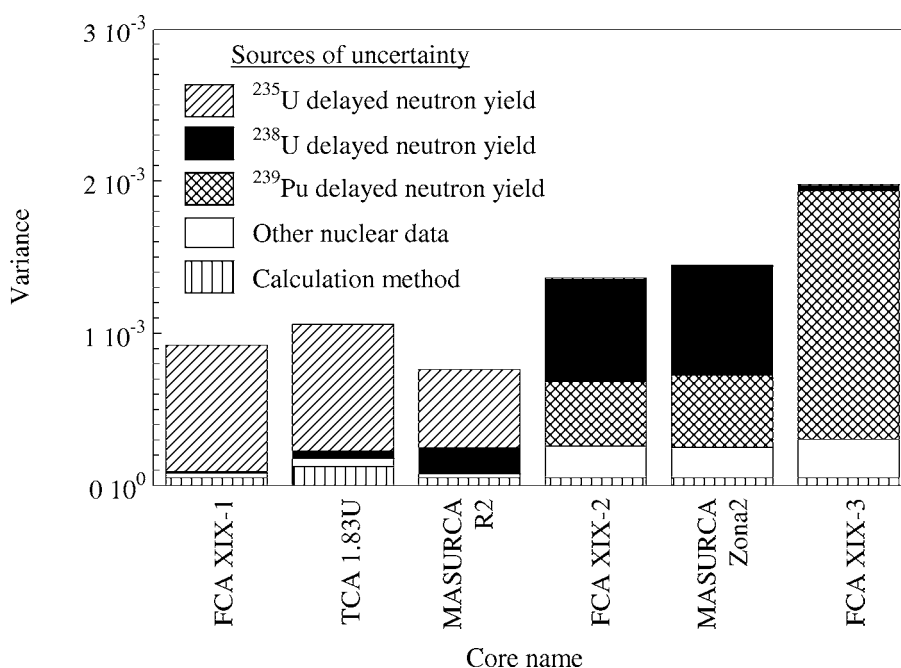 3 10⁻³
2 10⁻³
1 10⁻³
0 10⁰
Variance
Sources of uncertainty
²³⁵U delayed neutron yield
²³⁸U delayed neutron yield
²³⁹Pu delayed neutron yield
Other nuclear data
Calculation method
FCA XIX-1
TCA 1.83U
MASURCA
R2
FCA XIX-2
MASURCA
Zona2
FCA XIX-3
Core name